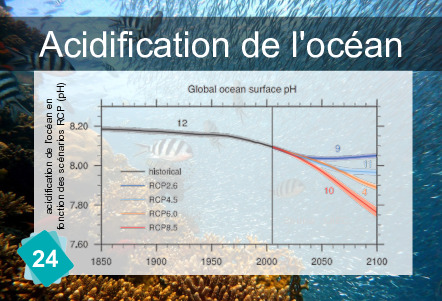 Acidification de l'océan
acidification de l'océan en
fonction des scénarios RCP (pH)
Global ocean surface pH
8.20
8.00
7.80
7.60
12
9
11
4
10
historical
RCP2.6
RCP4.5
RCP6.0
RCP8.5
1850 1900 1950 2000 2050 2100
24